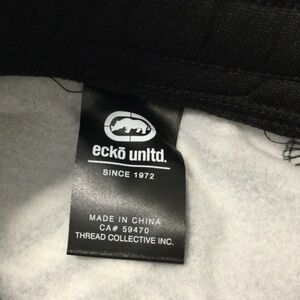 eckō unltd.
SINCE 1972
MADE IN CHINA
CA# 59470
THREAD COLLECTIVE INC.